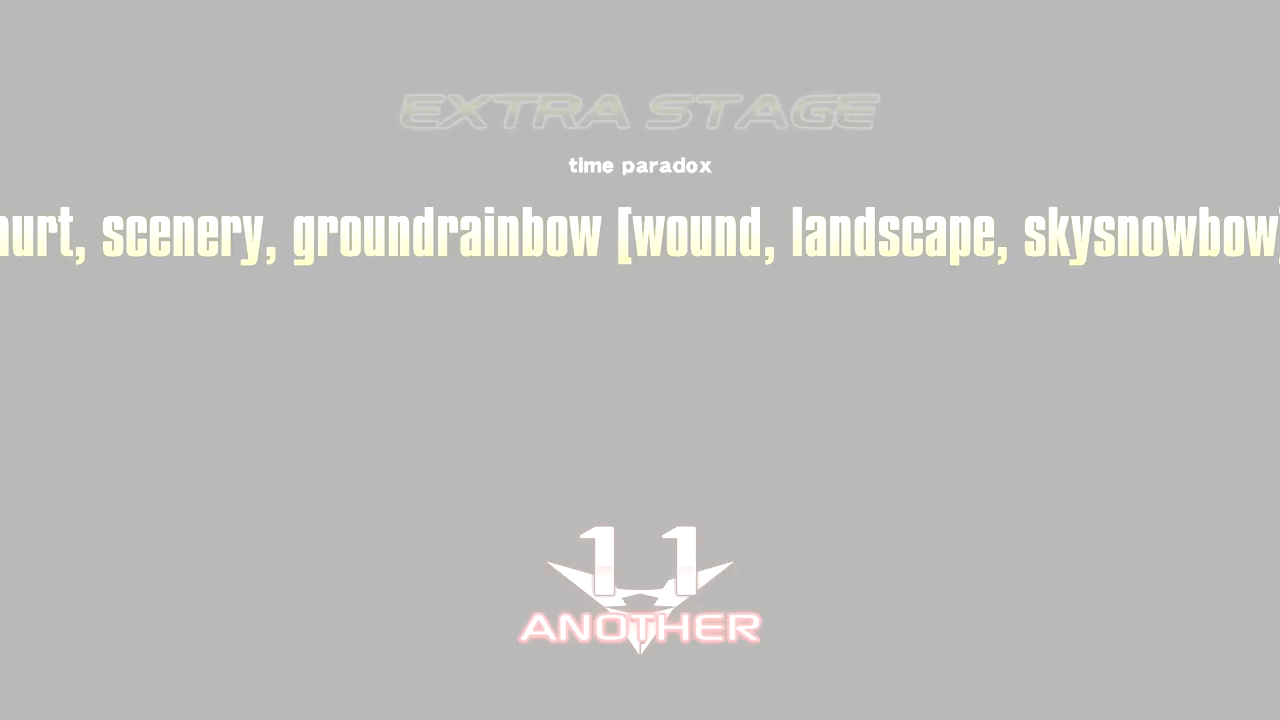 EXTRA STAGE
time paradox
hurt, scenery, groundrainbow [wound, landscape, skysnowbow]
11
ANOTHER